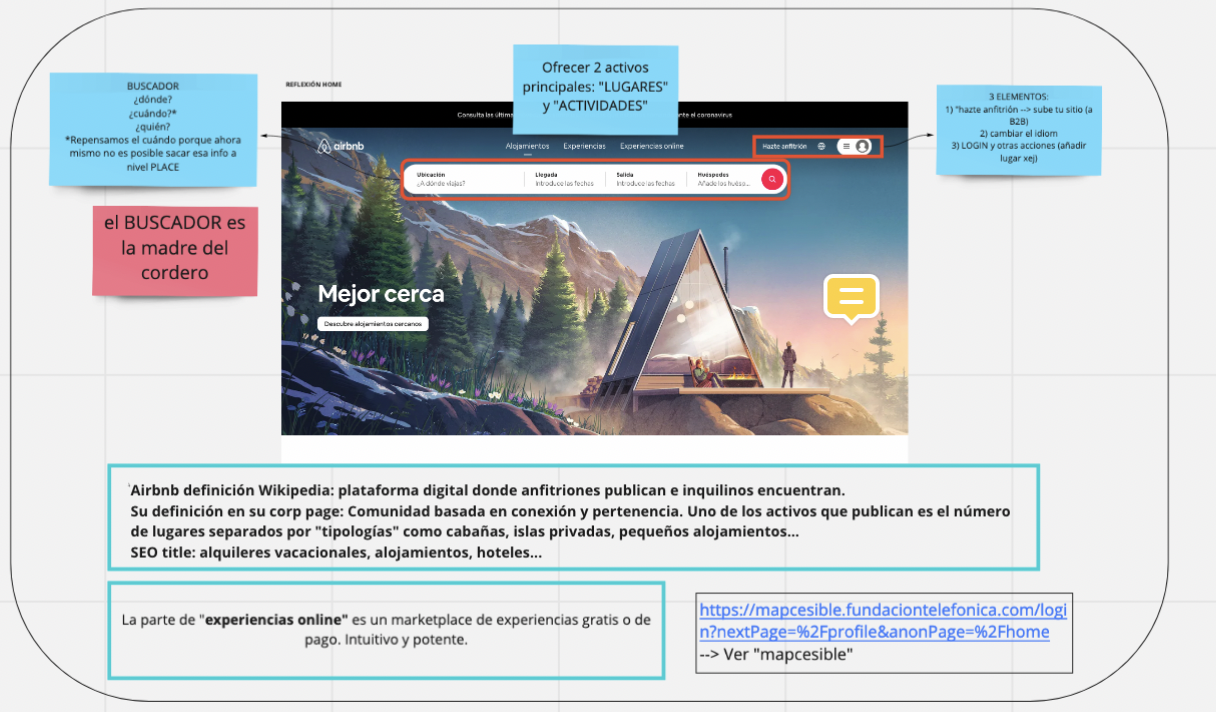 REFLEXIÓN HOME
BUSCADOR
¿dónde?
¿cuándo?*
¿quién?
*Repensamos el cuándo porque ahora
mismo no es posible sacar esa info a
nivel PLACE
el BUSCADOR es
la madre del
cordero
Ofrecer 2 activos
principales: "LUGARES"
y "ACTIVIDADES"
3 ELEMENTOS:
1) "hazte anfitrión --> sube tu sitio (a
B2B)
2) cambiar el idiom
3) LOGIN y otras acciones (añadir
lugar xej)
Consulta las última
nte el coronavirus
airbnb
Alojamientos Experiencias Experiencias online
Hazte anfitrión
Ubicación Llegada Salida Huéspedes
¿A dónde viajas? Introduce las fechas Introduce las fechas Añade los huésp...
Mejor cerca
Descubre alojamientos cercanos
Airbnb definición Wikipedia: plataforma digital donde anfitriones publican e inquilinos encuentran.
Su definición en su corp page: Comunidad basada en conexión y pertenencia. Uno de los activos que publican es el número
de lugares separados por "tipologías" como cabañas, islas privadas, pequeños alojamientos...
SEO title: alquileres vacacionales, alojamientos, hoteles...
La parte de "experiencias online" es un marketplace de experiencias gratis o de
pago. Intuitivo y potente.
https://mapcesible.fundaciontelefonica.com/logi
n?nextPage=%2Fprofile&anonPage=%2Fhome
--> Ver "mapcesible"